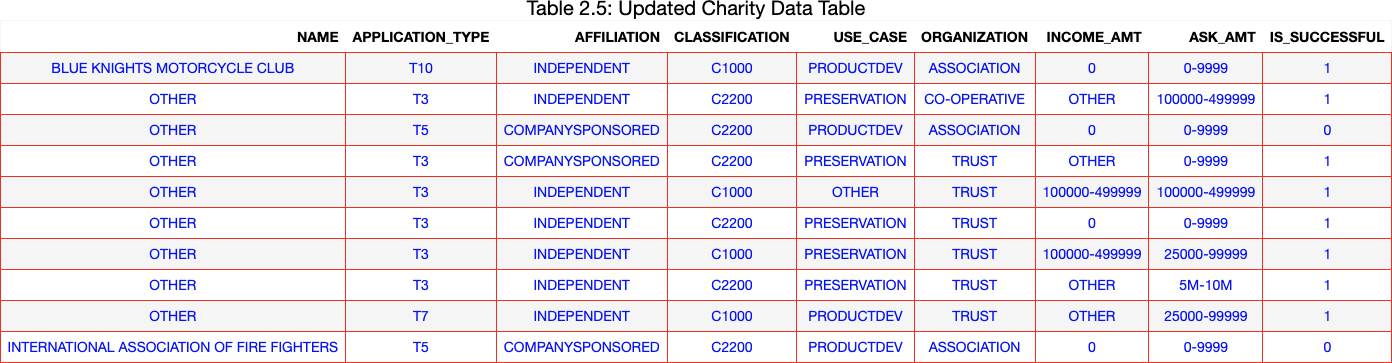 Table 2.5: Updated Charity Data Table
NAME APPLICATION_TYPE AFFILIATION CLASSIFICATION USE_CASE ORGANIZATION INCOME_AMT ASK_AMT IS_SUCCESSFUL
BLUE KNIGHTS MOTORCYCLE CLUB T10 INDEPENDENT C1000 PRODUCTDEV ASSOCIATION 0 0-9999 1
OTHER T3 INDEPENDENT C2200 PRESERVATION CO-OPERATIVE OTHER 100000-499999 1
OTHER T5 COMPANYSPONSORED C2200 PRODUCTDEV ASSOCIATION 0 0-9999 0
OTHER T3 COMPANYSPONSORED C2200 PRESERVATION TRUST OTHER 0-9999 1
OTHER T3 INDEPENDENT C1000 OTHER TRUST 100000-499999 100000-499999 1
OTHER T3 INDEPENDENT C2200 PRESERVATION TRUST 0 0-9999 1
OTHER T3 INDEPENDENT C1000 PRESERVATION TRUST 100000-499999 25000-99999 1
OTHER T3 INDEPENDENT C2200 PRESERVATION TRUST OTHER 5M-10M 1
OTHER T7 INDEPENDENT C1000 PRODUCTDEV TRUST OTHER 25000-99999 1
INTERNATIONAL ASSOCIATION OF FIRE FIGHTERS T5 COMPANYSPONSORED C2200 PRODUCTDEV ASSOCIATION 0 0-9999 0